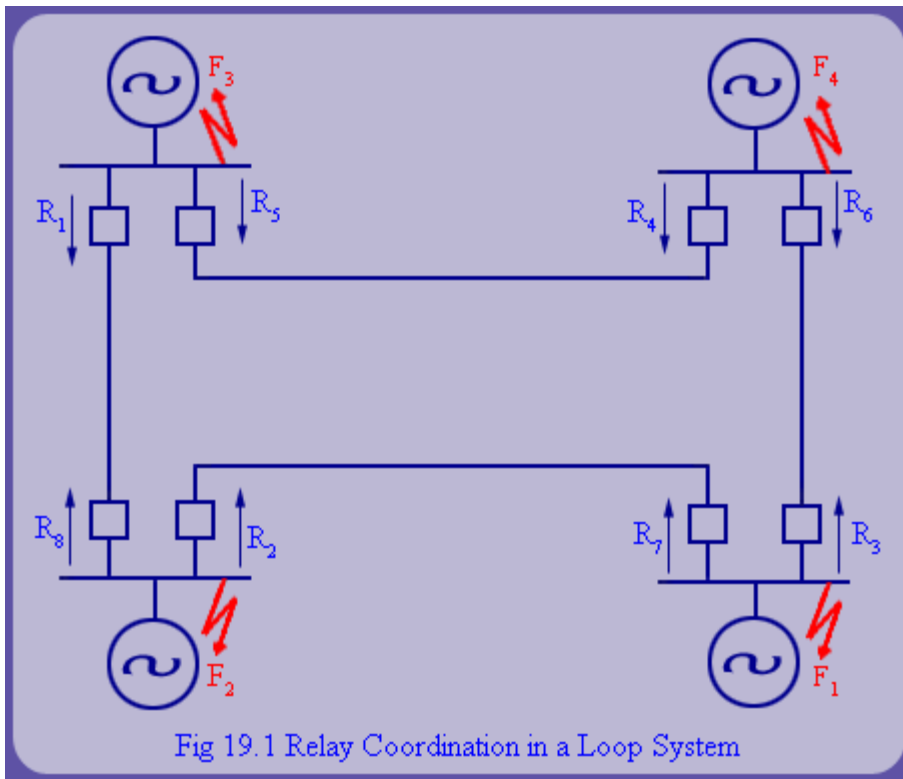 F₃ F₄
R₁ R₅ R₄ R₆
R₈ R₂ R₇ R₃
F₂ F₁
Fig 19.1 Relay Coordination in a Loop System